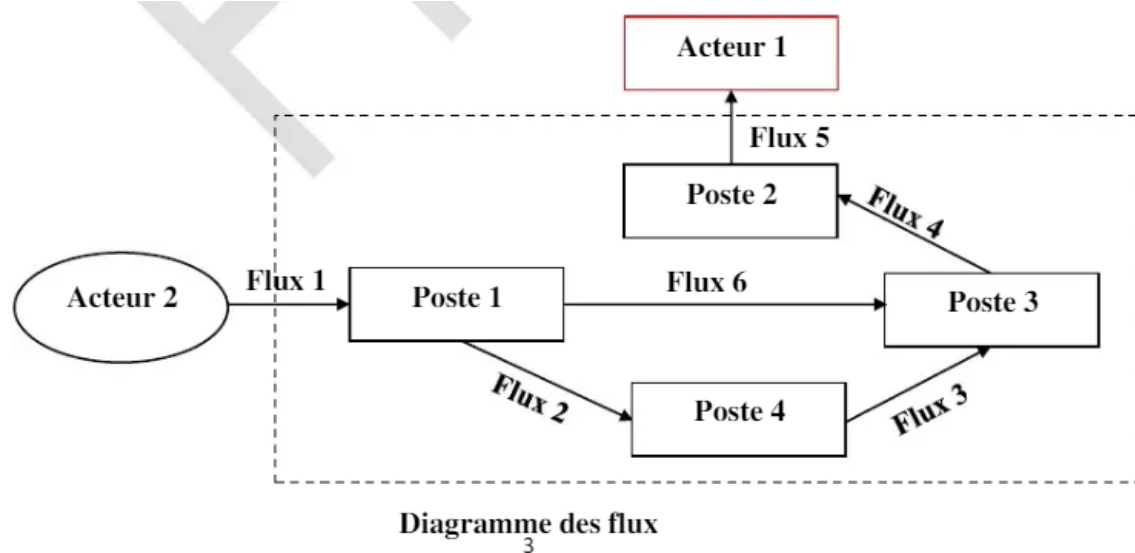 Acteur 1
Flux 5
Poste 2
Flux 4
Acteur 2
Flux 1
Poste 1
Flux 6
Poste 3
Flux 2
Poste 4
Flux 3
Diagramme des flux
3